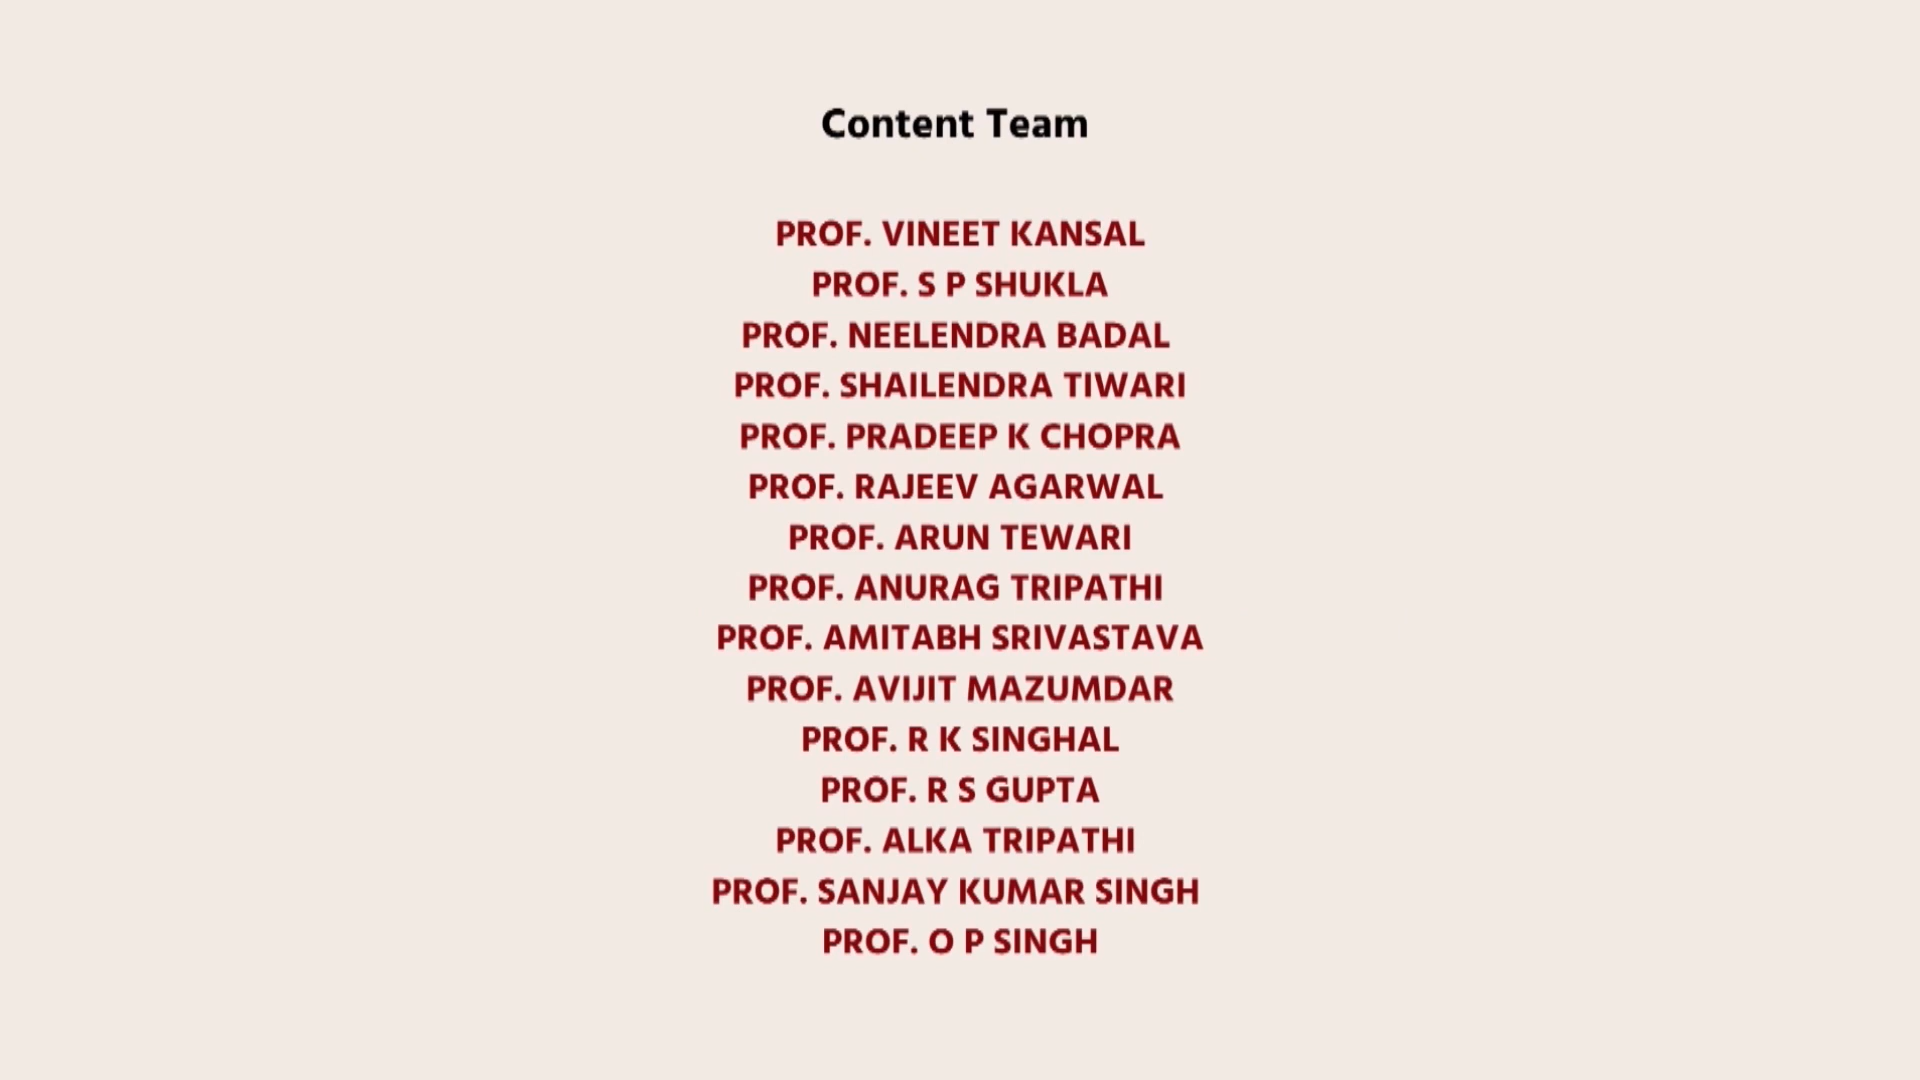 Content Team
PROF. VINEET KANSAL
PROF. S P SHUKLA
PROF. NEELENDRA BADAL
PROF. SHAILENDRA TIWARI
PROF. PRADEEP K CHOPRA
PROF. RAJEEV AGARWAL
PROF. ARUN TEWARI
PROF. ANURAG TRIPATHI
PROF. AMITABH SRIVASTAVA
PROF. AVIJIT MAZUMDAR
PROF. R K SINGHAL
PROF. R S GUPTA
PROF. ALKA TRIPATHI
PROF. SANJAY KUMAR SINGH
PROF. O P SINGH